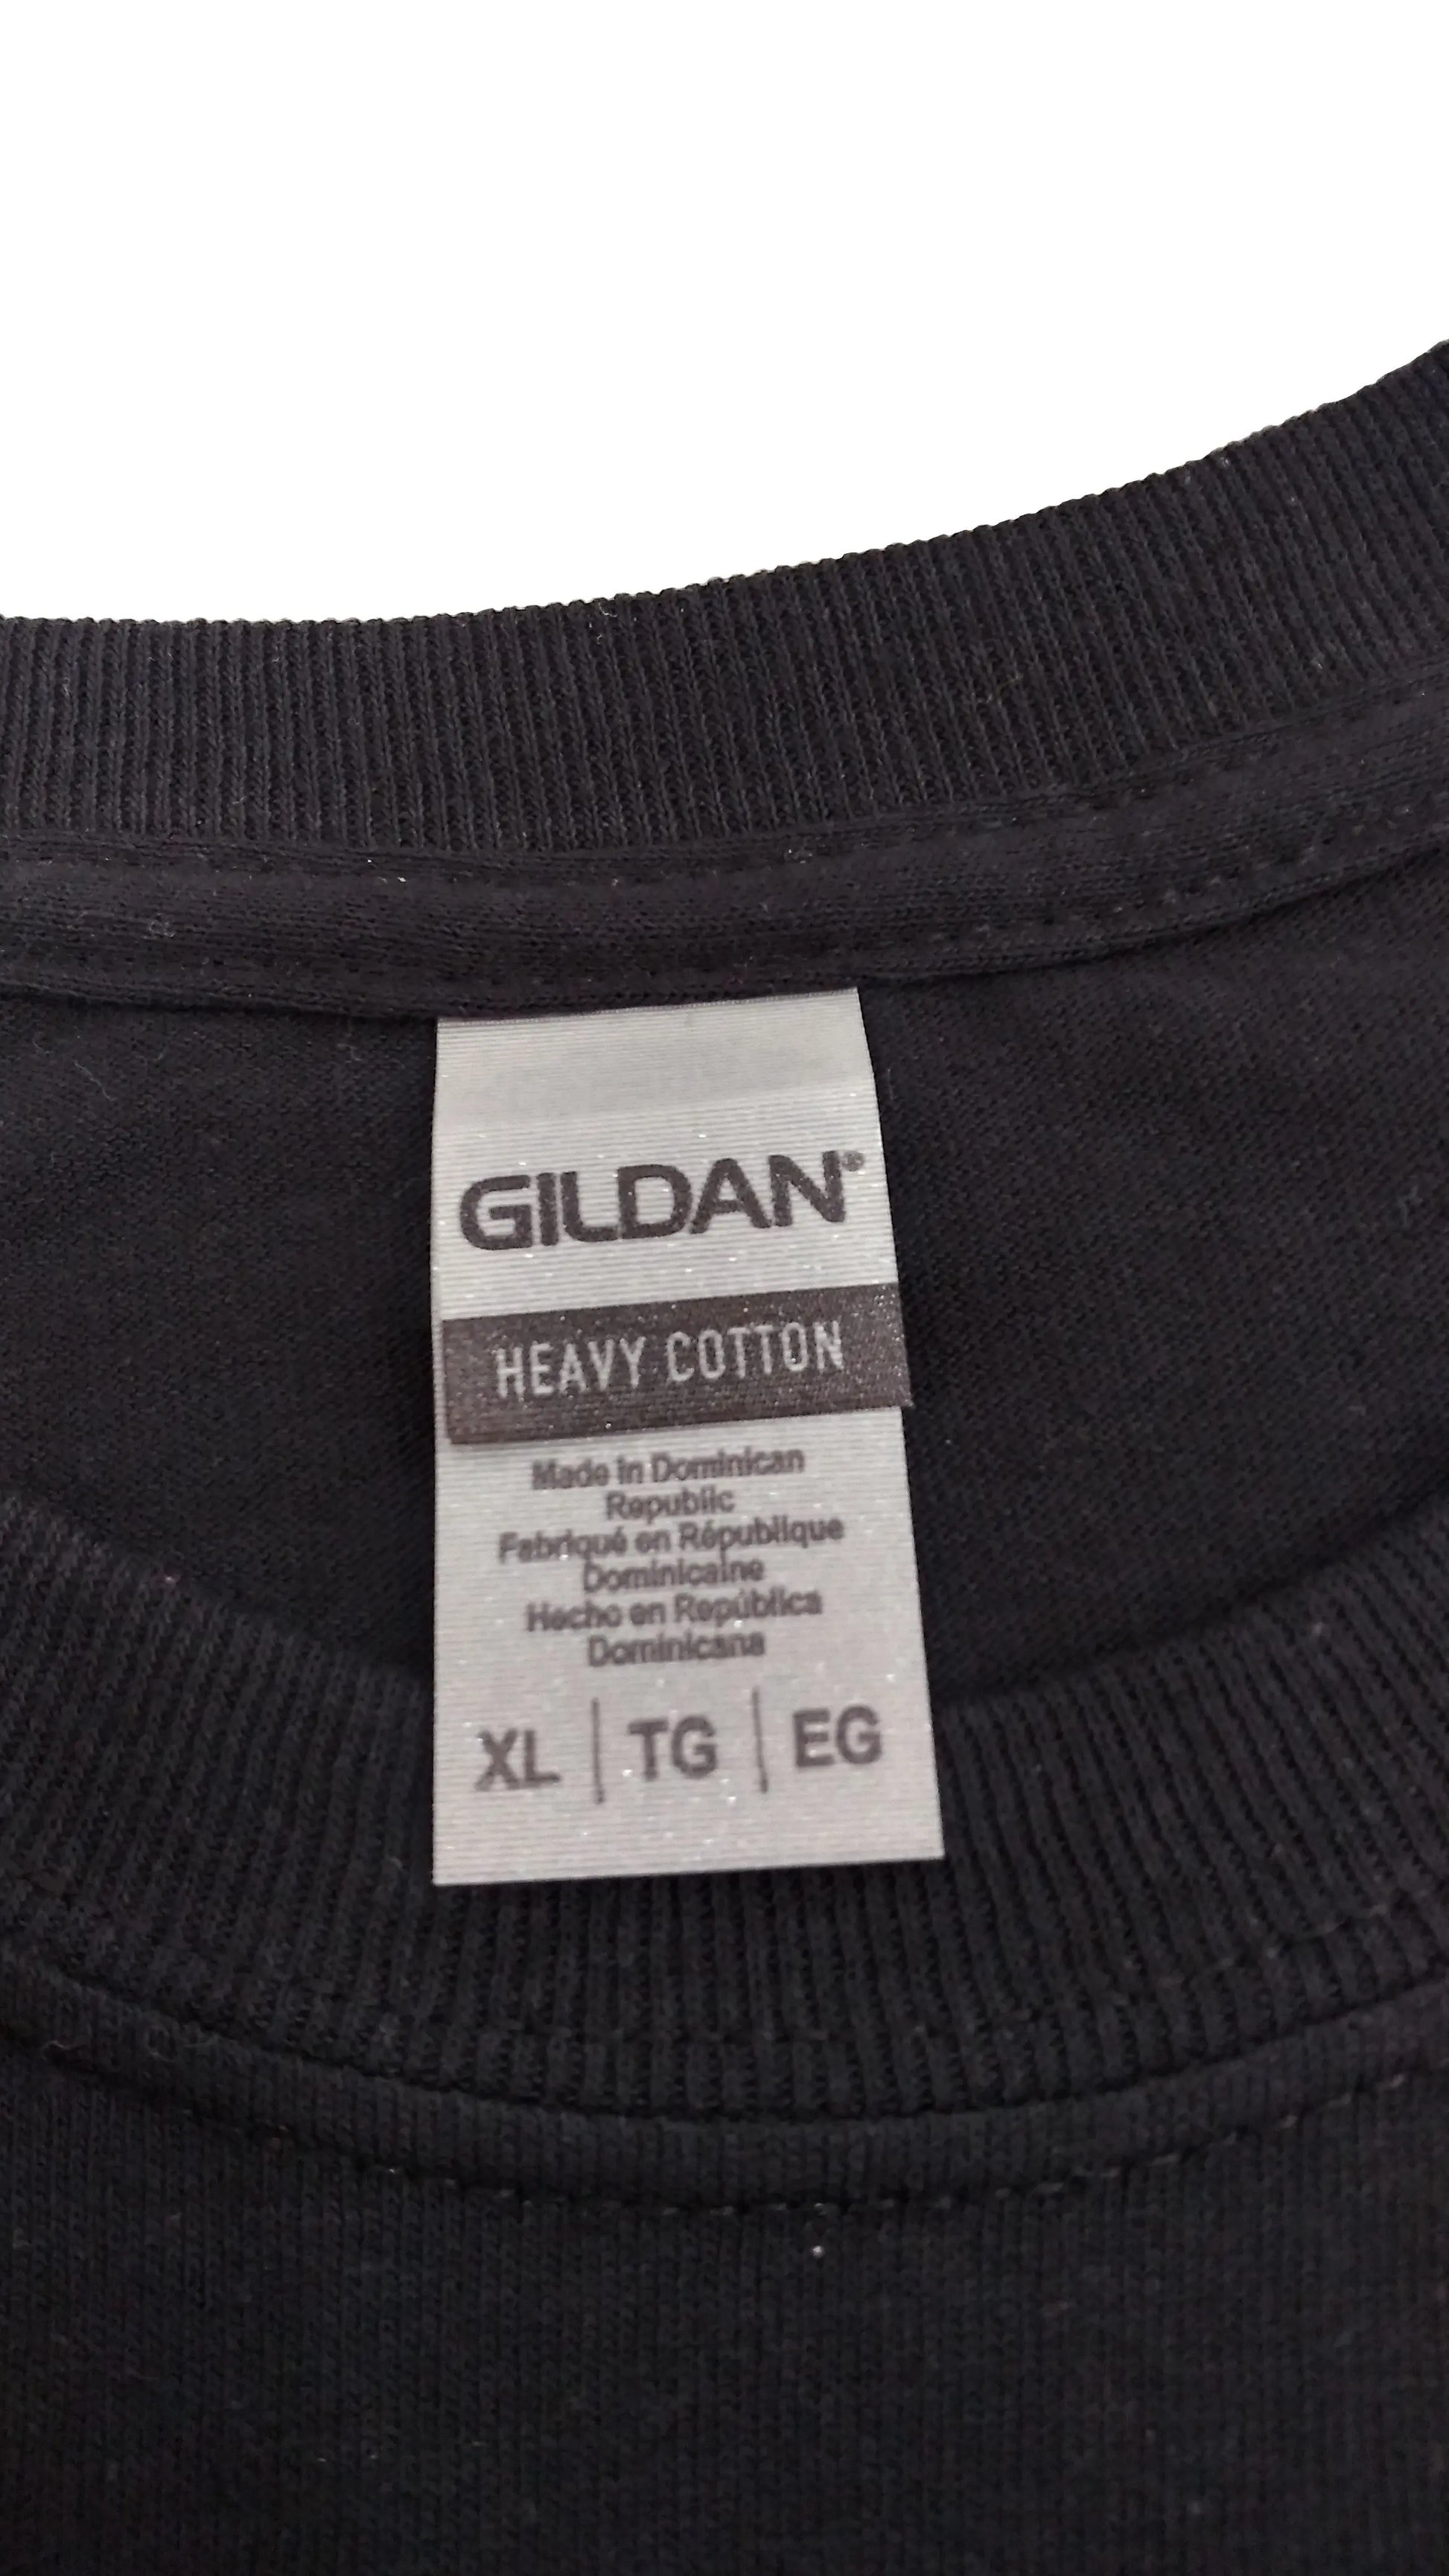 GILDAN®
HEAVY COTTON
Made in Dominican
Republic
Fabriqué en République
Dominicaine
Hecho en República
Dominicana
XL | TG | EG